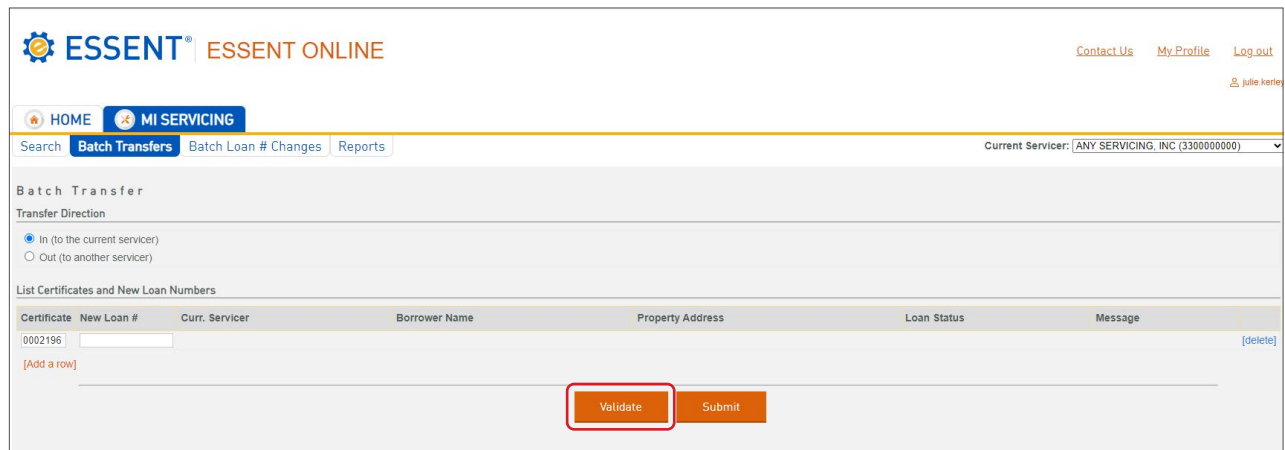 ESSENT® ESSENT ONLINE
Contact Us My Profile Log out
julie.kerley
HOME MI SERVICING
Search Batch Transfers Batch Loan # Changes Reports Current Servicer: ANY SERVICING, INC (3300000000)
Batch Transfer
Transfer Direction
In (to the current servicer)
Out (to another servicer)
List Certificates and New Loan Numbers
Certificate New Loan # Curr. Servicer Borrower Name Property Address Loan Status Message
0002196 [delete]
[Add a row]
Validate Submit